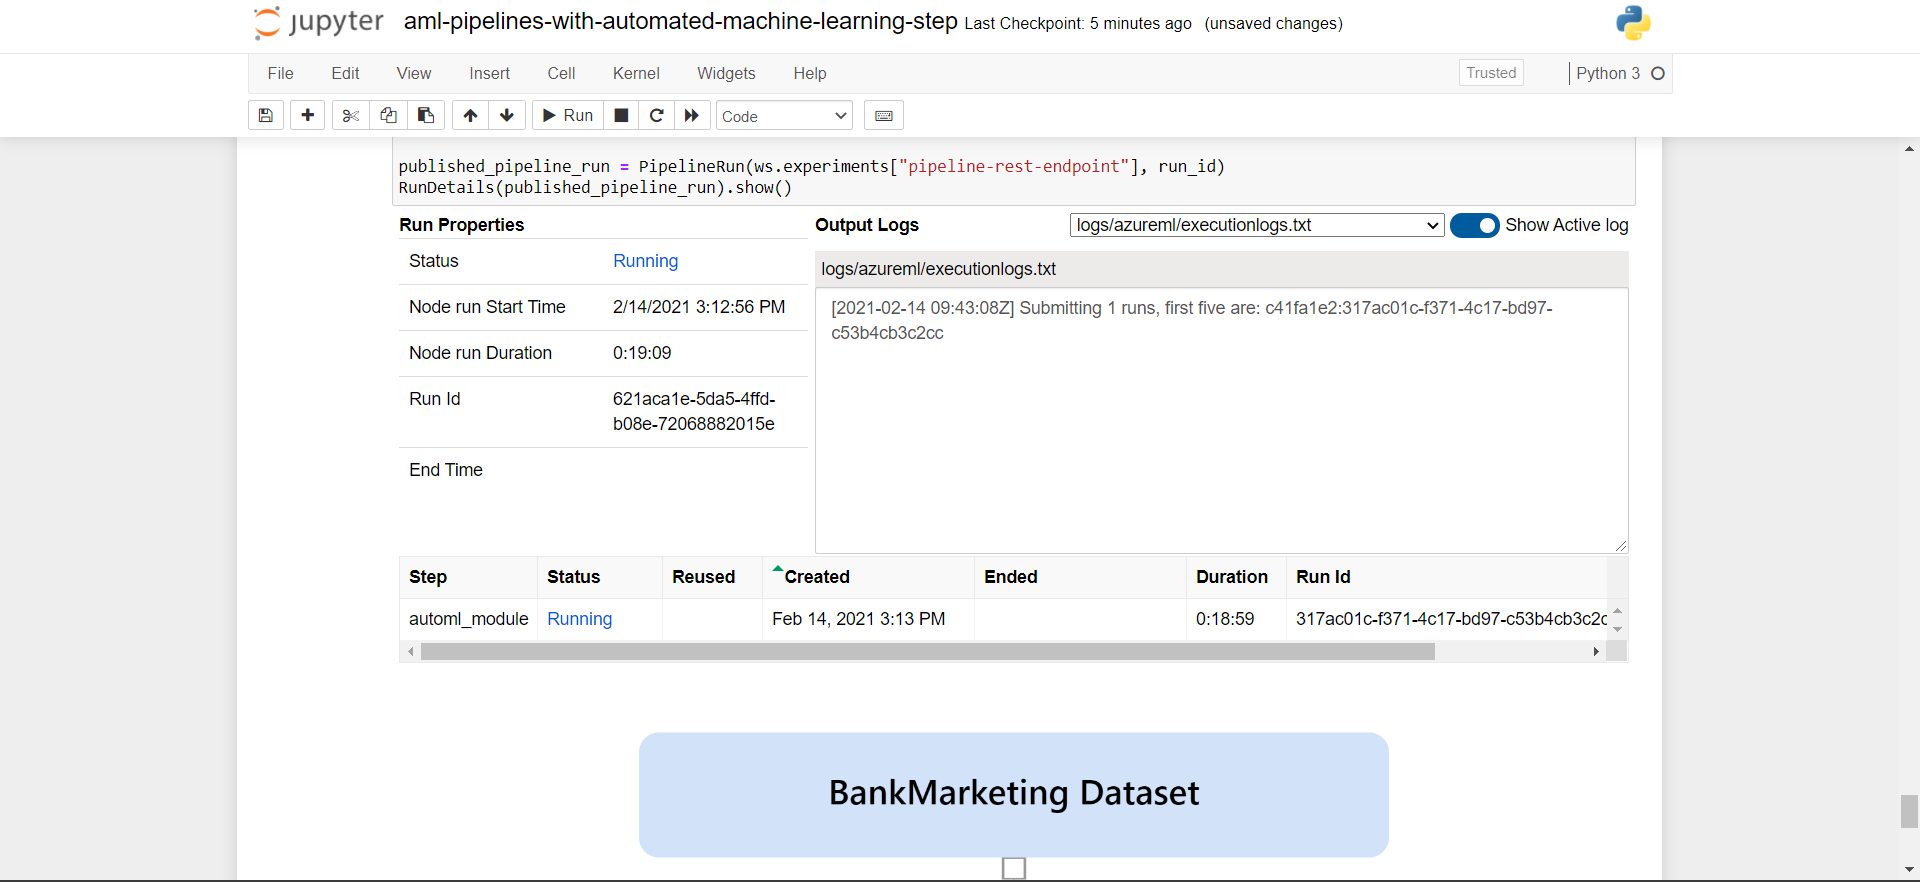 jupyter aml-pipelines-with-automated-machine-learning-step Last Checkpoint: 5 minutes ago (unsaved changes)
File Edit View Insert Cell Kernel Widgets Help Trusted Python 3
Run Code
published_pipeline_run = PipelineRun(ws.experiments["pipeline-rest-endpoint"], run_id)
RunDetails(published_pipeline_run).show()
Run Properties
Status Running
Node run Start Time 2/14/2021 3:12:56 PM
Node run Duration 0:19:09
Run Id 621aca1e-5da5-4ffd-
b08e-72068882015e
End Time
Output Logs logs/azureml/executionlogs.txt Show Active log
logs/azureml/executionlogs.txt
[2021-02-14 09:43:08Z] Submitting 1 runs, first five are: c41fa1e2:317ac01c-f371-4c17-bd97-
c53b4cb3c2cc
Step Status Reused Created Ended Duration Run Id
automl_module Running Feb 14, 2021 3:13 PM 0:18:59 317ac01c-f371-4c17-bd97-c53b4cb3c2c
BankMarketing Dataset